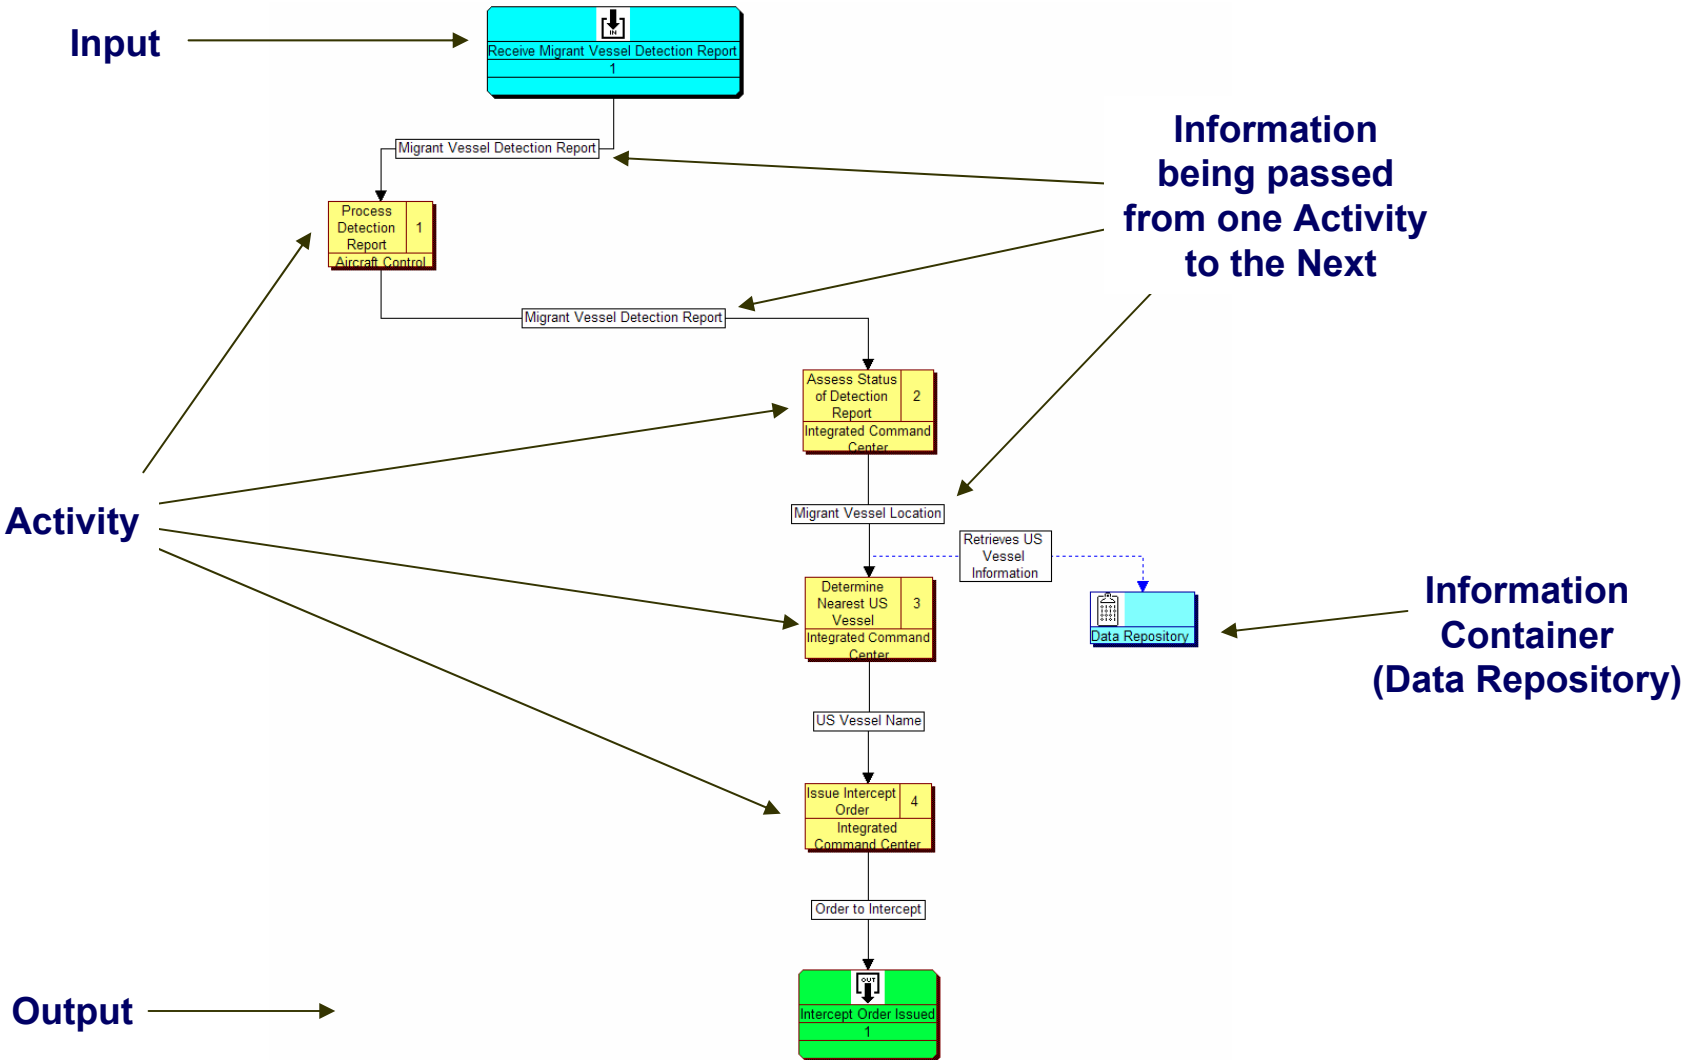 Input
IN
Receive Migrant Vessel Detection Report
1
Migrant Vessel Detection Report
Information
being passed
from one Activity
to the Next
Process
Detection
Report
1
Aircraft Control
Migrant Vessel Detection Report
Assess Status
of Detection
Report
2
Integrated Command
Center
Activity
Migrant Vessel Location
Retrieves US
Vessel
Information
Determine
Nearest US
Vessel
3
Integrated Command
Center
Data Repository
Information
Container
(Data Repository)
US Vessel Name
Issue Intercept
Order
4
Integrated
Command Center
Order to Intercept
Output
OUT
Intercept Order Issued
1